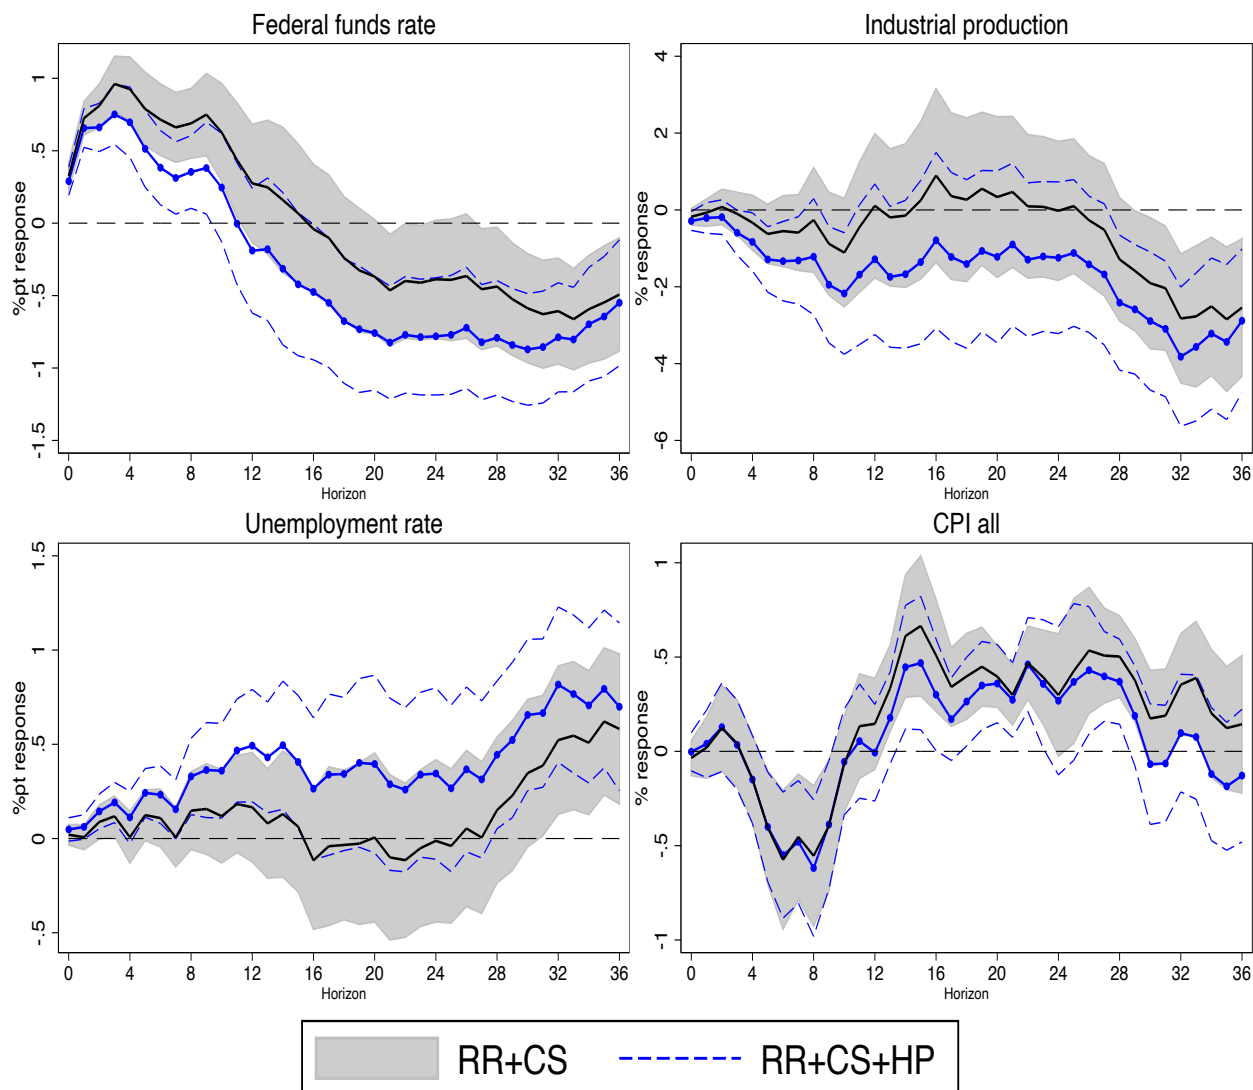 Federal funds rate
%pt response
1
.5
0
-.5
-1
-1.5
0 4 8 12 16 20 24 28 32 36
Horizon
Industrial production
% response
4
2
0
-2
-4
-6
0 4 8 12 16 20 24 28 32 36
Horizon
Unemployment rate
%pt response
1.5
1
.5
0
-.5
0 4 8 12 16 20 24 28 32 36
Horizon
CPI all
% response
1
.5
0
-.5
-1
0 4 8 12 16 20 24 28 32 36
Horizon
RR+CS RR+CS+HP